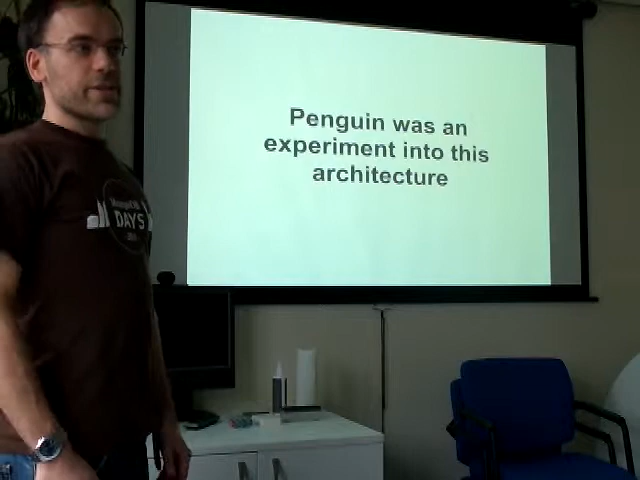 Penguin was an
experiment into this
architecture
DAYS